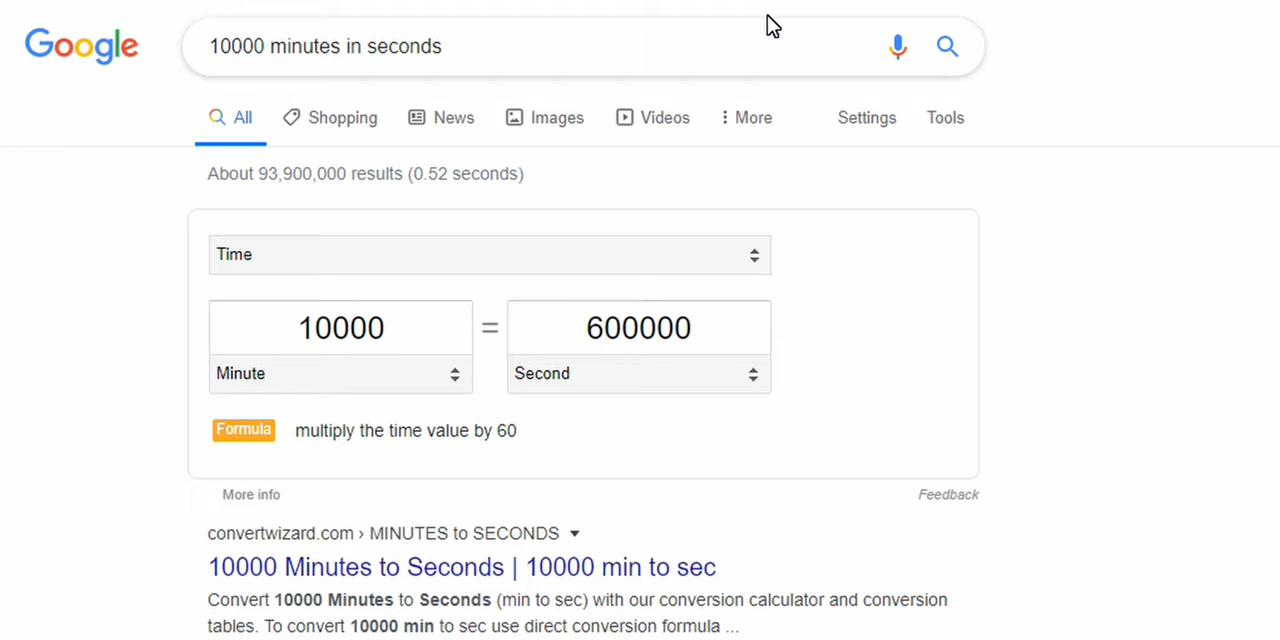 Google
10000 minutes in seconds
All Shopping News Images Videos More Settings Tools
About 93,900,000 results (0.52 seconds)
Time
10000 = 600000
Minute Second
Formula multiply the time value by 60
More info Feedback
convertwizard.com › MINUTES to SECONDS
10000 Minutes to Seconds | 10000 min to sec
Convert 10000 Minutes to Seconds (min to sec) with our conversion calculator and conversion
tables. To convert 10000 min to sec use direct conversion formula ...